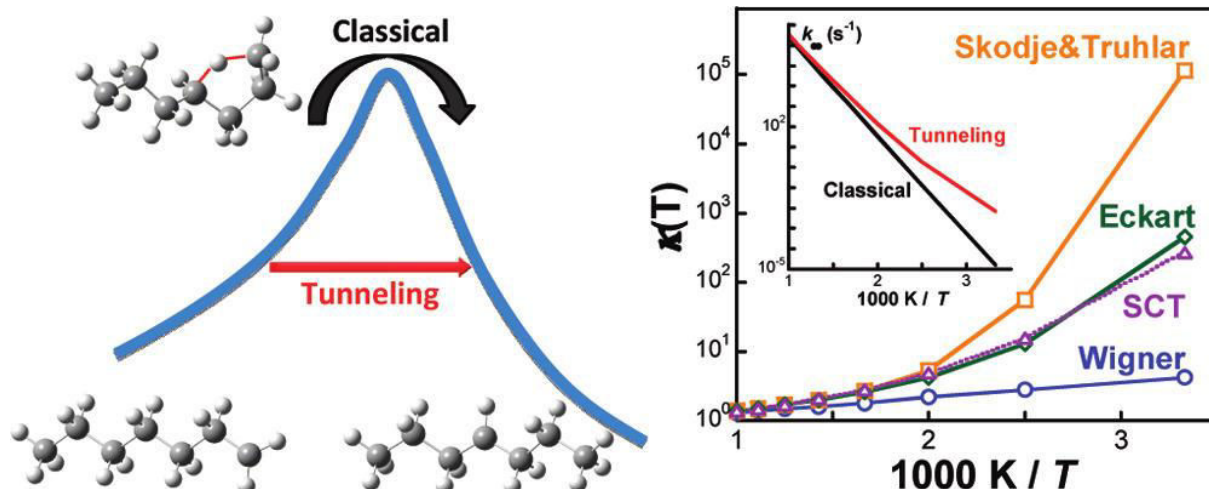 Classical
Tunneling
κ(T)
10⁵
10⁴
10³
10²
10¹
10⁰
1
2
3
1000 K / T
Skodje&Truhlar
Eckart
SCT
Wigner
k∞ (s⁻¹)
10²
10⁻⁵
Tunneling
Classical
1
2
3
1000 K / T